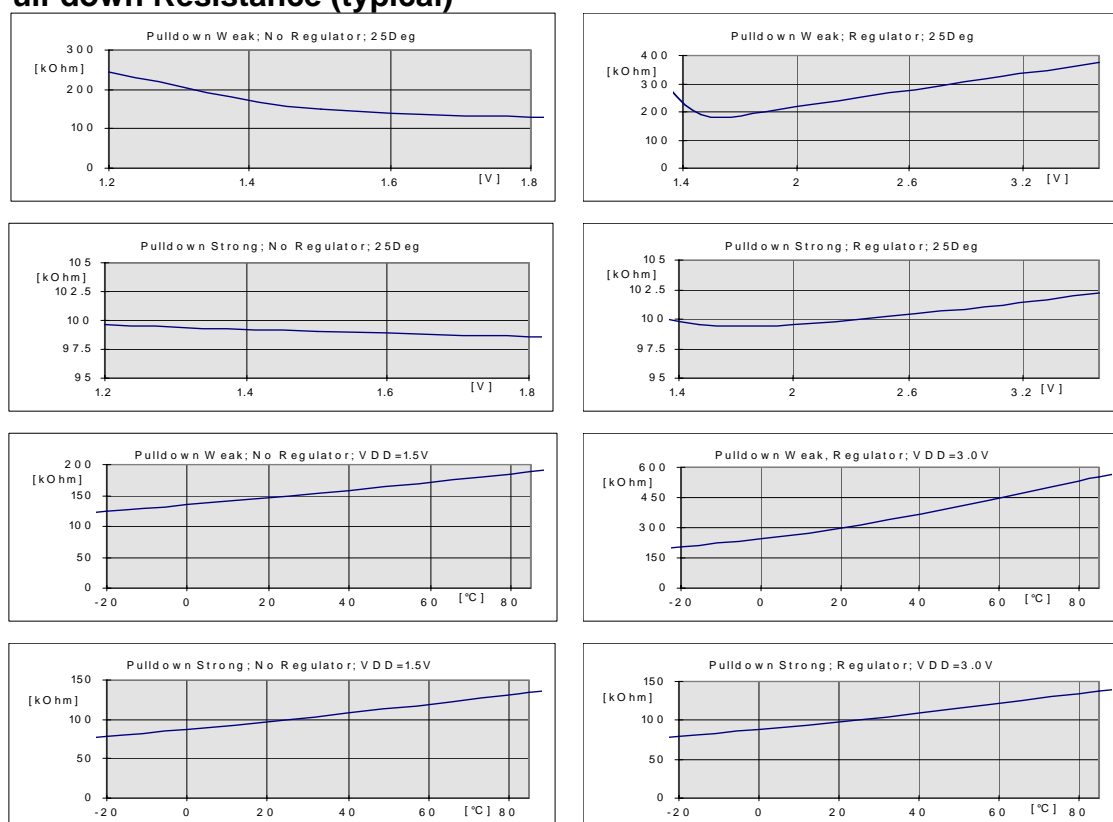 ull-down Resistance (typical)
Pulldown Weak; No Regulator; 25Deg
300
[kOhm]
200
100
0
1.2 1.4 1.6 [V] 1.8
Pulldown Weak; Regulator; 25Deg
400
[kOhm]
300
200
100
0
1.4 2 2.6 3.2 [V]
Pulldown Strong; No Regulator; 25Deg
105
[kOhm]
102.5
100
97.5
95
1.2 1.4 1.6 [V] 1.8
Pulldown Strong; Regulator; 25Deg
105
[kOhm]
102.5
100
97.5
95
1.4 2 2.6 3.2 [V]
Pulldown Weak; No Regulator; VDD=1.5V
200
[kOhm]
150
100
50
0
-20 0 20 40 60 [°C] 80
Pulldown Weak, Regulator; VDD=3.0V
600
[kOhm]
450
300
150
0
-20 0 20 40 60 [°C] 80
Pulldown Strong; No Regulator; VDD=1.5V
150
[kOhm]
100
50
0
-20 0 20 40 60 [°C] 80
Pulldown Strong; Regulator; VDD=3.0V
150
[kOhm]
100
50
0
-20 0 20 40 60 [°C] 80